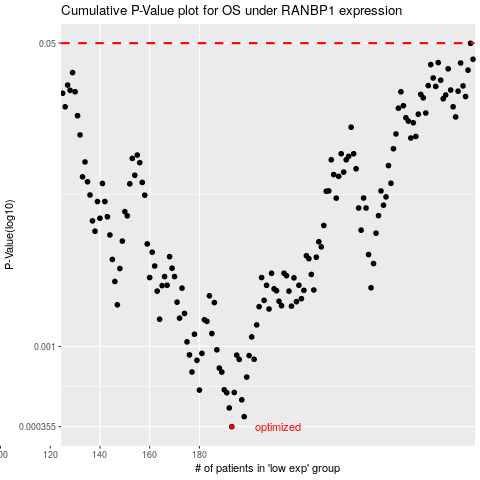 Cumulative P-Value plot for OS under RANBP1 expression
P-Value(log10)
0.05
0.001
0.000355
optimized
00 120 140 160 180
# of patients in 'low exp' group